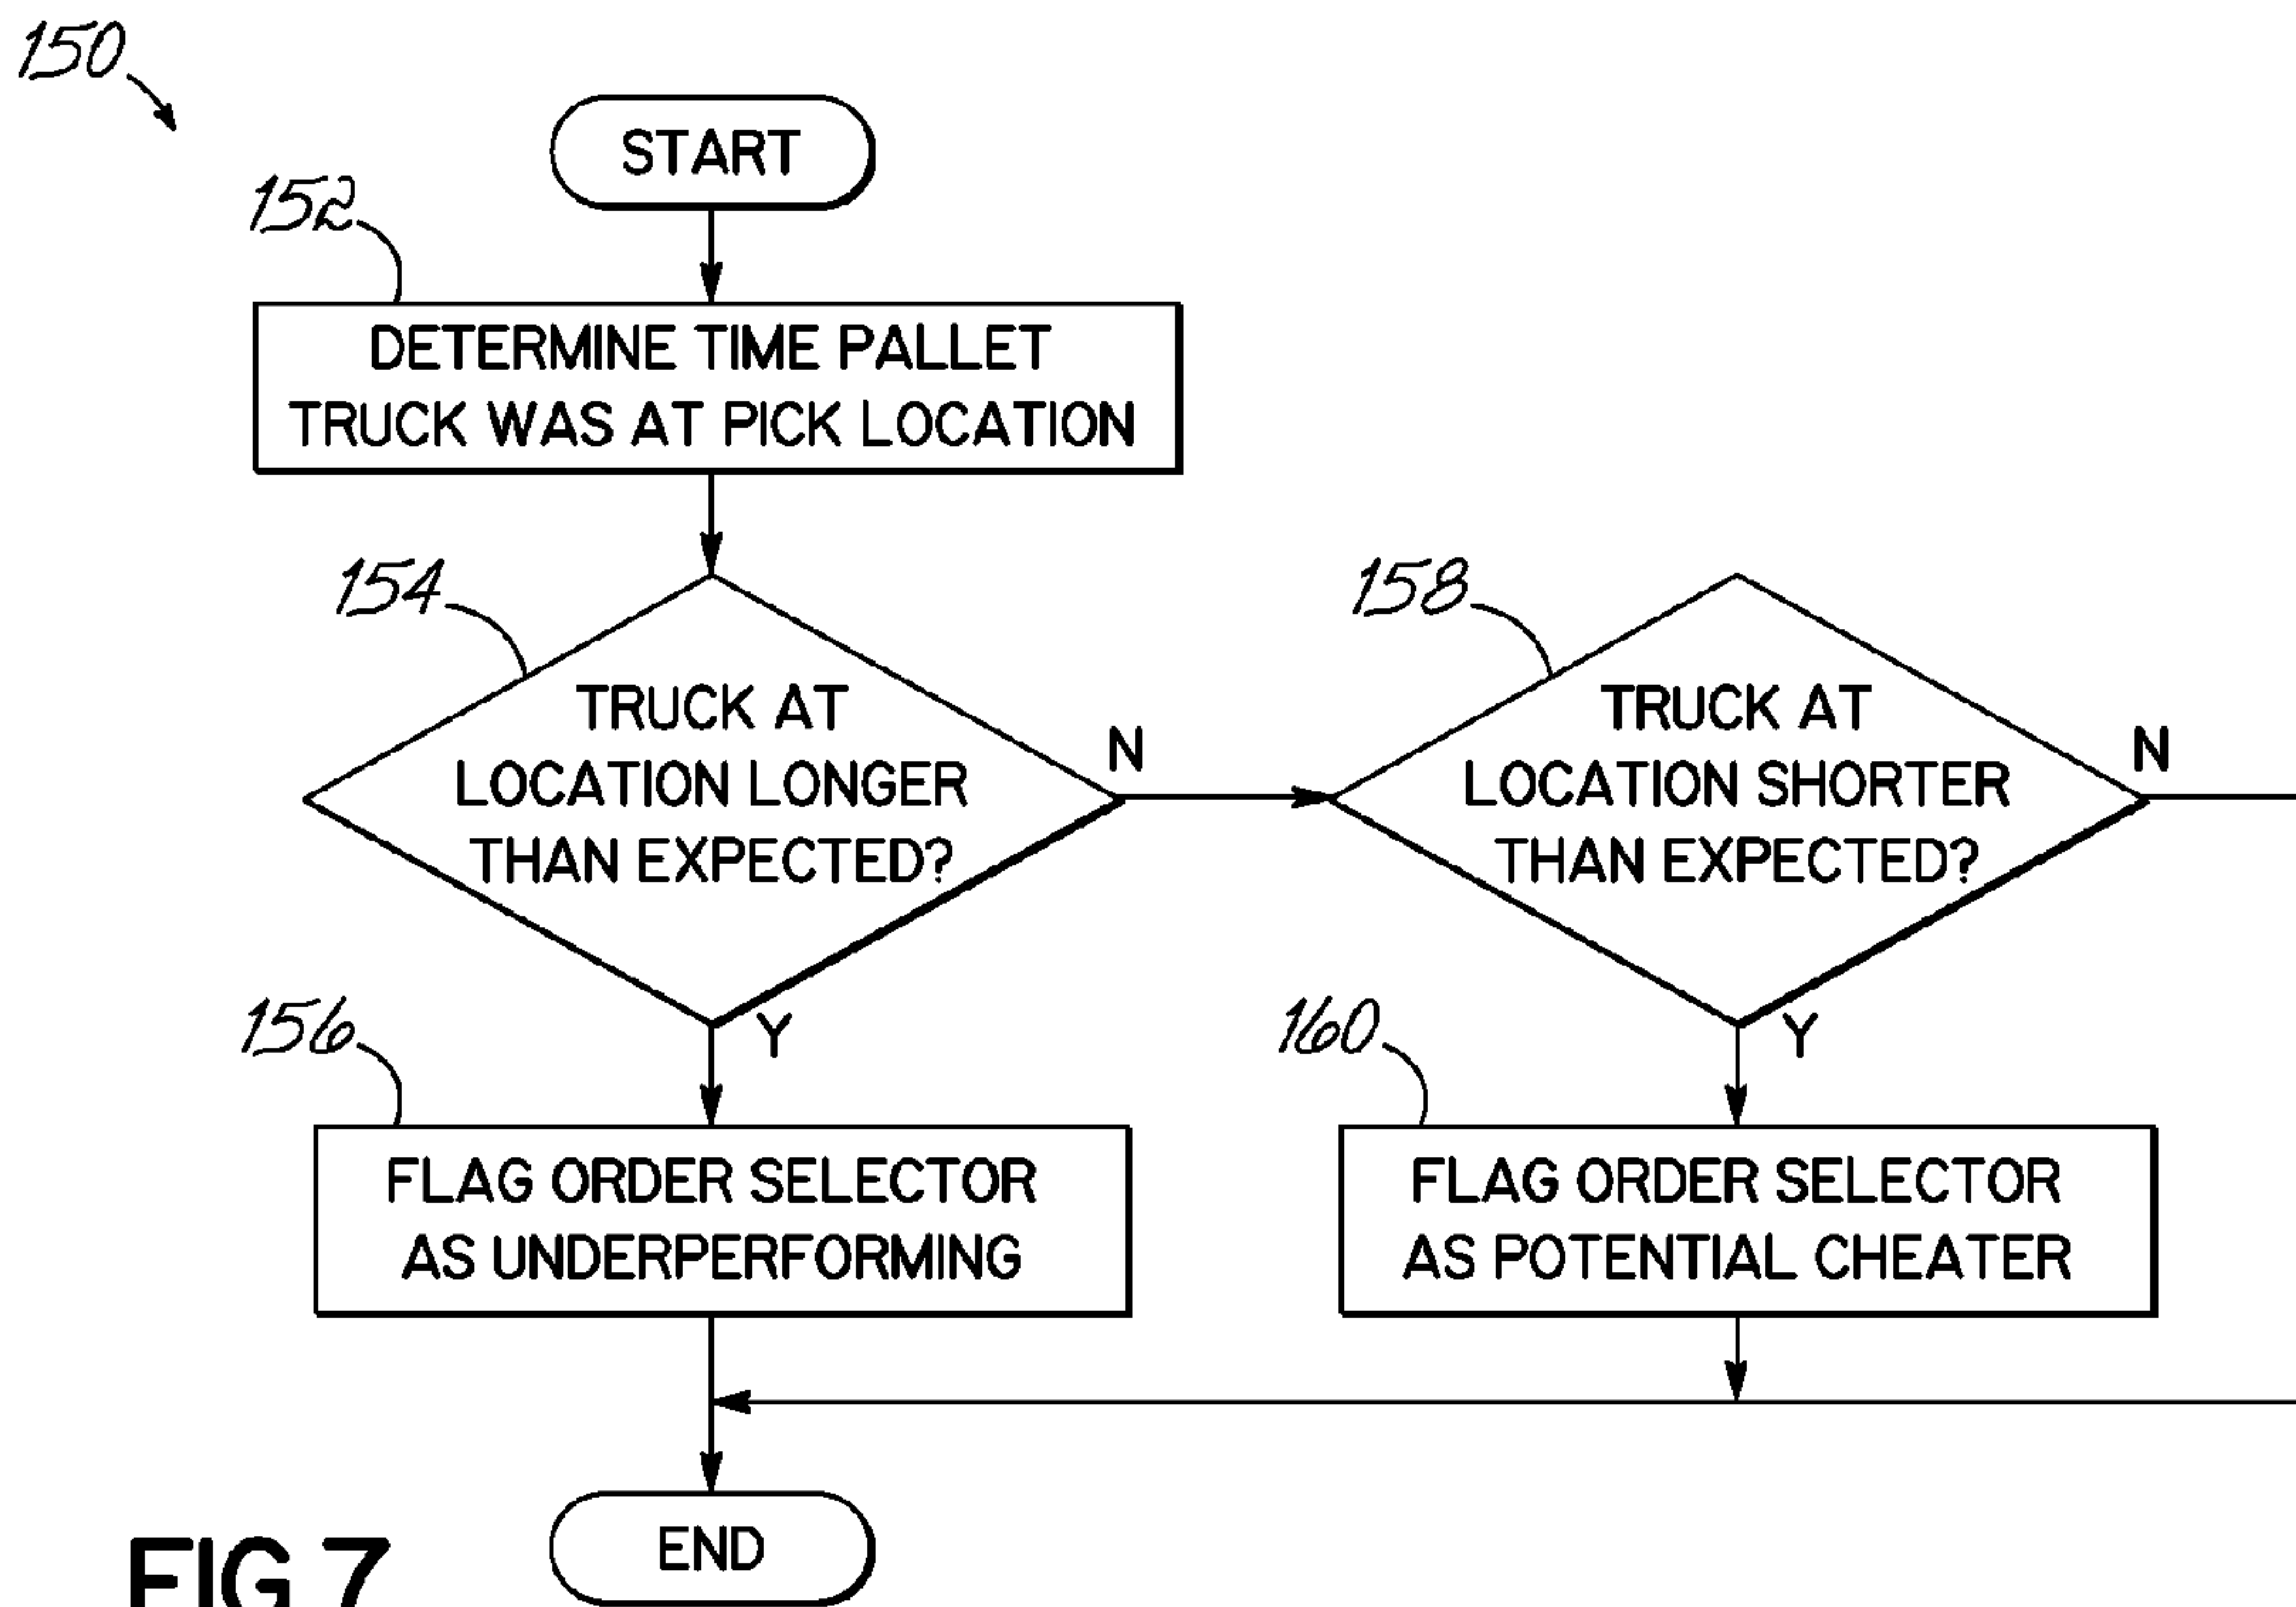 150
START
152
DETERMINE TIME PALLET
TRUCK WAS AT PICK LOCATION
154
TRUCK AT
LOCATION LONGER
THAN EXPECTED?
N
Y
158
TRUCK AT
LOCATION SHORTER
THAN EXPECTED?
N
Y
156
FLAG ORDER SELECTOR
AS UNDERPERFORMING
160
FLAG ORDER SELECTOR
AS POTENTIAL CHEATER
END
FIG 7